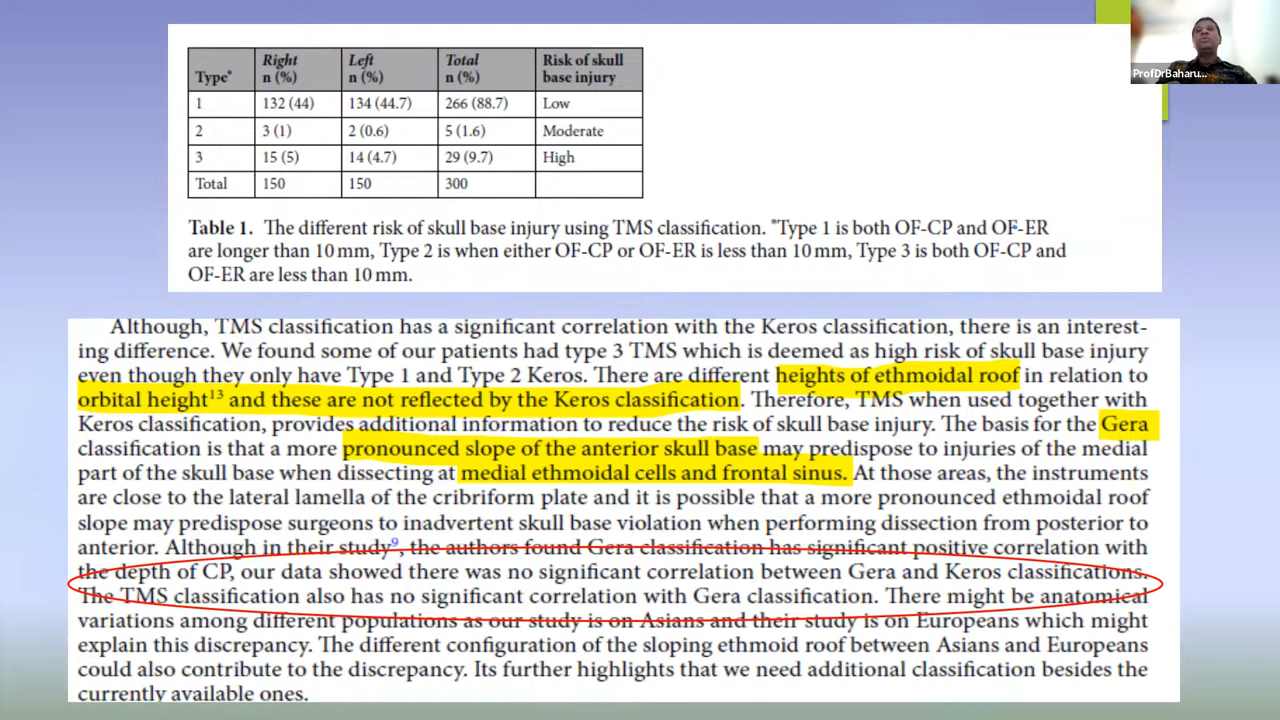 Type* Right n (%) Left n (%) Total n (%) Risk of skull base injury
1 132 (44) 134 (44.7) 266 (88.7) Low
2 3 (1) 2 (0.6) 5 (1.6) Moderate
3 15 (5) 14 (4.7) 29 (9.7) High
Total 150 150 300
Table 1. The different risk of skull base injury using TMS classification. *Type 1 is both OF-CP and OF-ER
are longer than 10 mm, Type 2 is when either OF-CP or OF-ER is less than 10 mm, Type 3 is both OF-CP and
OF-ER are less than 10 mm.
ProfDrBaharu...
Although, TMS classification has a significant correlation with the Keros classification, there is an interest-
ing difference. We found some of our patients had type 3 TMS which is deemed as high risk of skull base injury
even though they only have Type 1 and Type 2 Keros. There are different heights of ethmoidal roof in relation to
orbital height13 and these are not reflected by the Keros classification. Therefore, TMS when used together with
Keros classification, provides additional information to reduce the risk of skull base injury. The basis for the Gera
classification is that a more pronounced slope of the anterior skull base may predispose to injuries of the medial
part of the skull base when dissecting at medial ethmoidal cells and frontal sinus. At those areas, the instruments
are close to the lateral lamella of the cribriform plate and it is possible that a more pronounced ethmoidal roof
slope may predispose surgeons to inadvertent skull base violation when performing dissection from posterior to
anterior. Although in their study9, the authors found Gera classification has significant positive correlation with
the depth of CP, our data showed there was no significant correlation between Gera and Keros classifications.
The TMS classification also has no significant correlation with Gera classification. There might be anatomical
variations among different populations as our study is on Asians and their study is on Europeans which might
explain this discrepancy. The different configuration of the sloping ethmoid roof between Asians and Europeans
could also contribute to the discrepancy. Its further highlights that we need additional classification besides the
currently available ones.